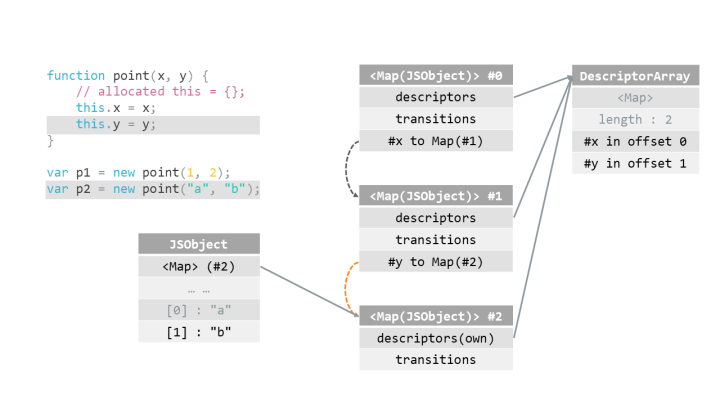 function point(x, y) {
// allocated this = {};
this.x = x;
this.y = y;
}
var p1 = new point(1, 2);
var p2 = new point("a", "b");
JSObject
<Map> (#2)
… …
[0] : "a"
[1] : "b"
<Map(JSObject)> #0
descriptors
transitions
#x to Map(#1)
<Map(JSObject)> #1
descriptors
transitions
#y to Map(#2)
<Map(JSObject)> #2
descriptors(own)
transitions
DescriptorArray
<Map>
length : 2
#x in offset 0
#y in offset 1